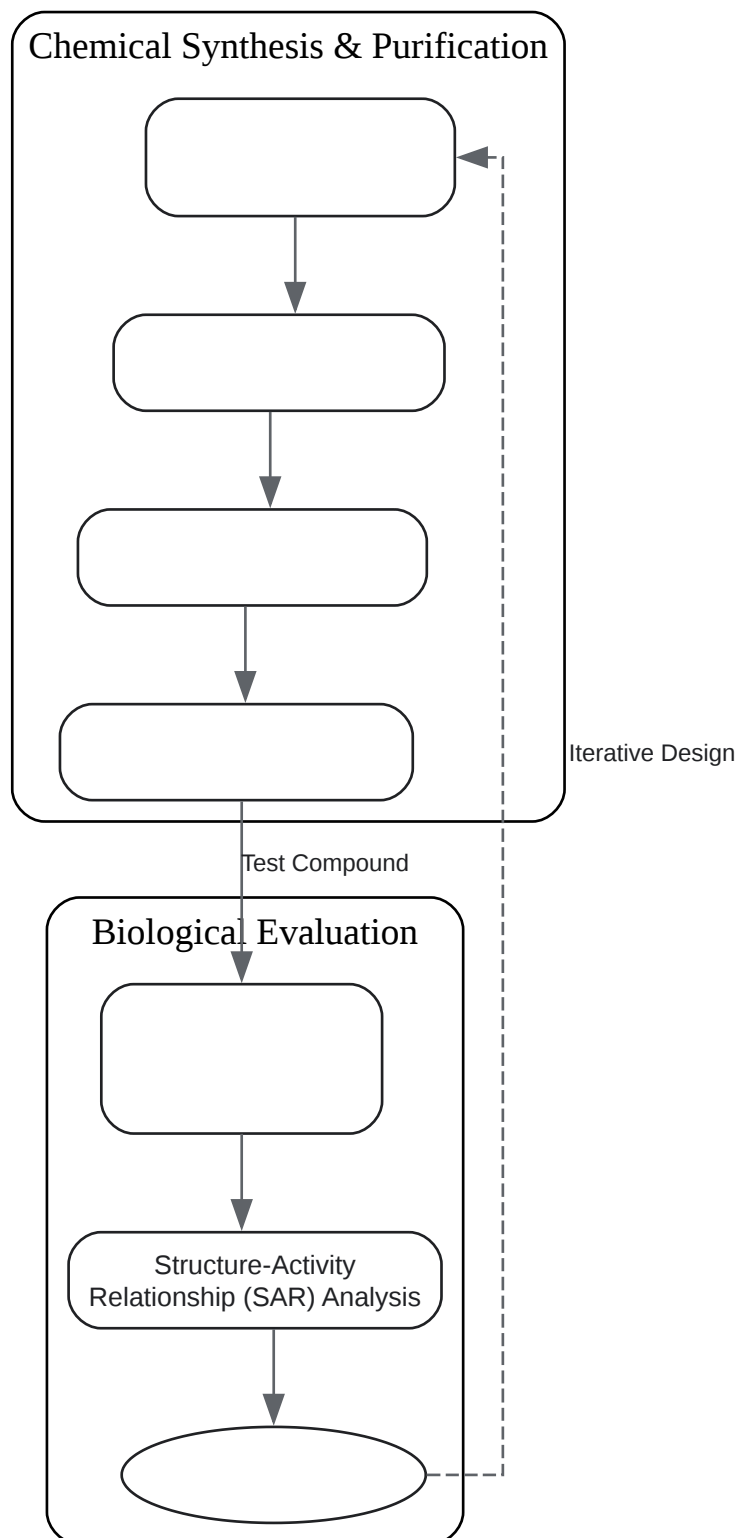 Chemical Synthesis & Purification
Iterative Design
Test Compound
Biological Evaluation
Structure-Activity
Relationship (SAR) Analysis